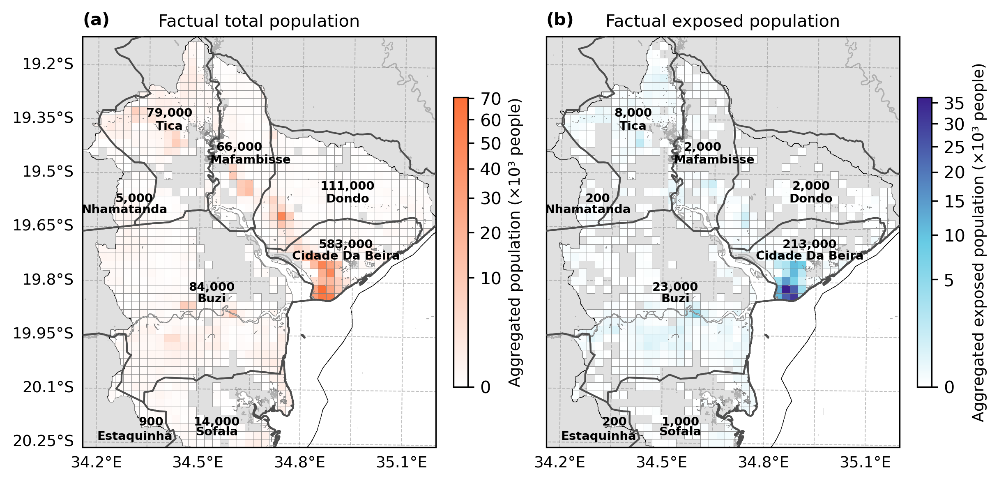 (a) Factual total population
19.2°S
19.35°S
19.5°S
19.65°S
19.8°S
19.95°S
20.1°S
20.25°S
34.2°E 34.5°E 34.8°E 35.1°E
79,000
Tica
66,000
Mafambisse
111,000
Dondo
5,000
Nhamatanda
583,000
Cidade Da Beira
84,000
Buzi
900
Estaquinha
14,000
Sofala
70
60
50
40
30
20
10
0
Aggregated population (×10³ people)
(b) Factual exposed population
8,000
Tica
2,000
Mafambisse
2,000
Dondo
200
Nhamatanda
213,000
Cidade Da Beira
23,000
Buzi
200
Estaquinha
1,000
Sofala
34.2°E 34.5°E 34.8°E 35.1°E
35
30
25
20
15
10
5
0
Aggregated exposed population (×10³ people)